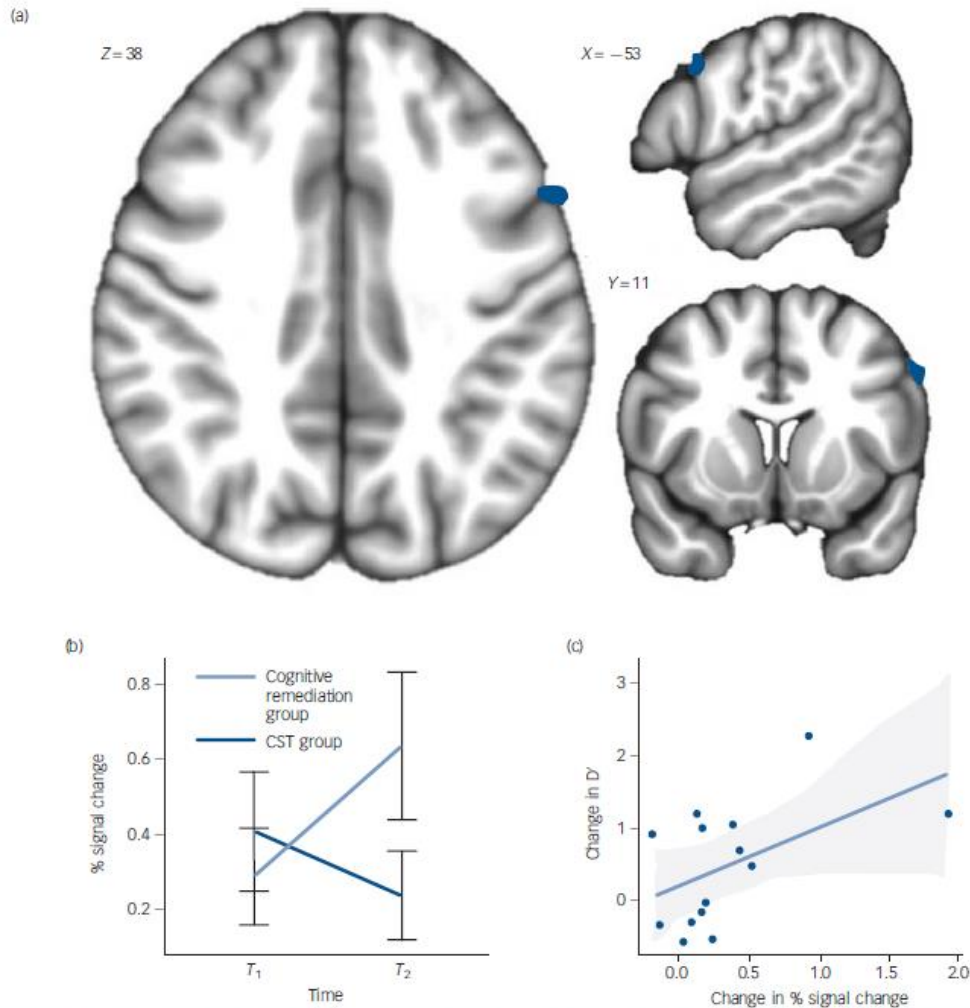 (a)
Z=38
X=−53
Y=11
(b)
Cognitive
remediation
group
CST group
% signal change
0.8
0.6
0.4
0.2
T1
T2
Time
(c)
Change in D′
3
2
1
0
0.0
0.5
1.0
1.5
2.0
Change in % signal change